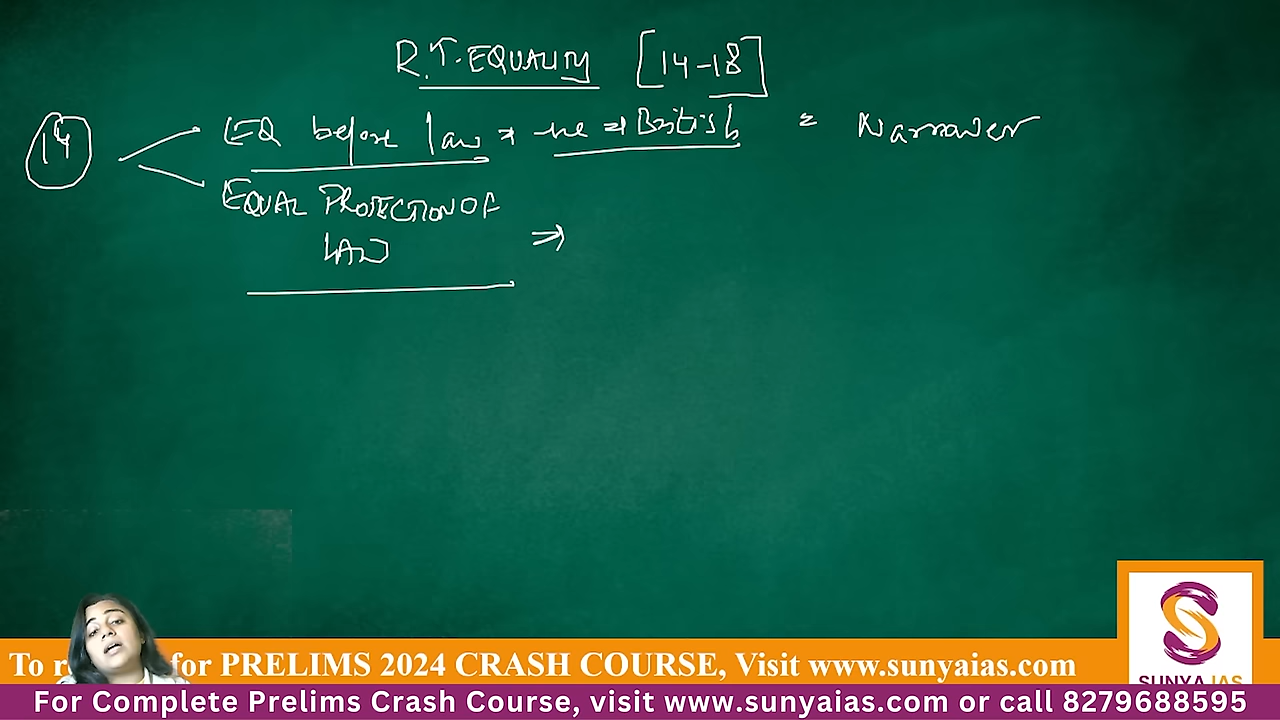 R.T. EQUALITY [14-18]
14
EQ before law → -ve ⇒ British = Narrower
EQUAL PROTECTION OF
LAW ⇒
To r for PRELIMS 2024 CRASH COURSE, Visit www.sunyaias.com
SUNYA IAS
For Complete Prelims Crash Course, visit www.sunyaias.com or call 8279688595